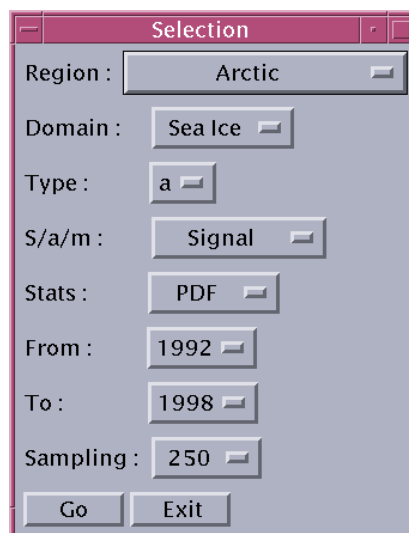 Selection
Region : Arctic
Domain : Sea Ice
Type : a
S/a/m : Signal
Stats : PDF
From : 1992
To : 1998
Sampling : 250
Go Exit